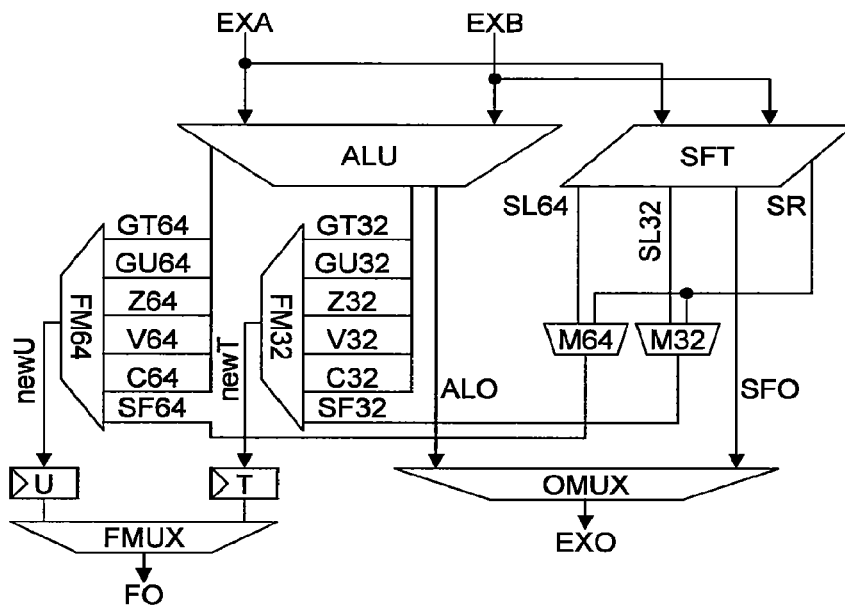 EXA EXB
ALU SFT
SL64 SL32 SR
GT64 GT32
GU64 GU32
Z64 Z32
V64 V32
C64 C32
SF64 SF32
FM64 FM32
M64 M32
newU newT
ALO SFO
U T
OMUX
FMUX
EXO
FO